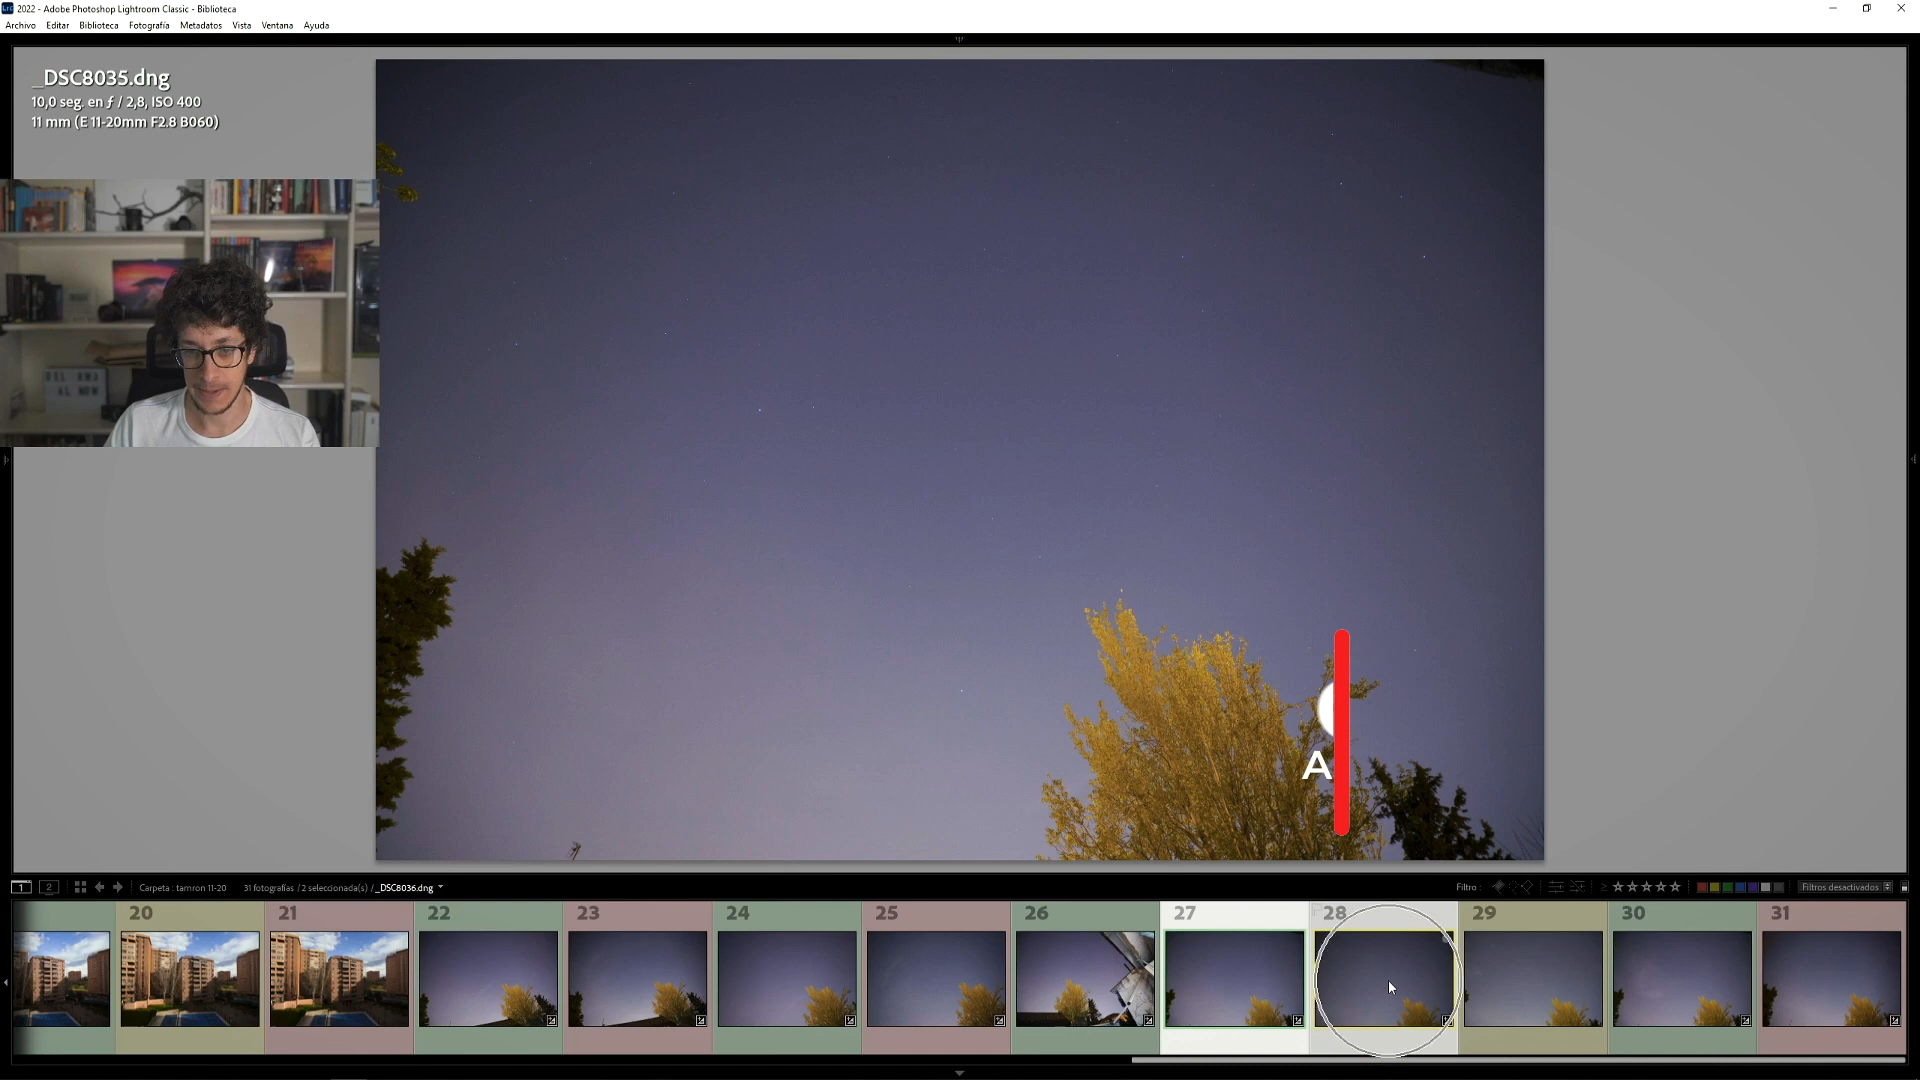 2022 - Adobe Photoshop Lightroom Classic - Biblioteca
Archivo Editar Biblioteca Fotografía Metadatos Vista Ventana Ayuda
_DSC8035.dng
10,0 seg. en ƒ / 2,8, ISO 400
11 mm (E 11-20mm F2.8 B060)
A
1 2 Carpeta : tamron 11-20 31 fotografías / 2 seleccionada(s) / _DSC8036.dng Filtro : Filtros desactivados
20 21 22 23 24 25 26 27 28 29 30 31